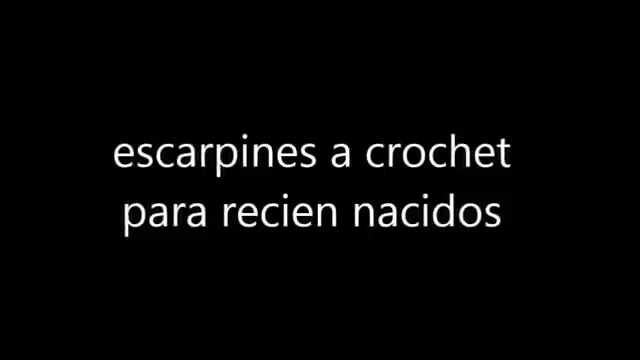 escarpines a crochet
para recien nacidos